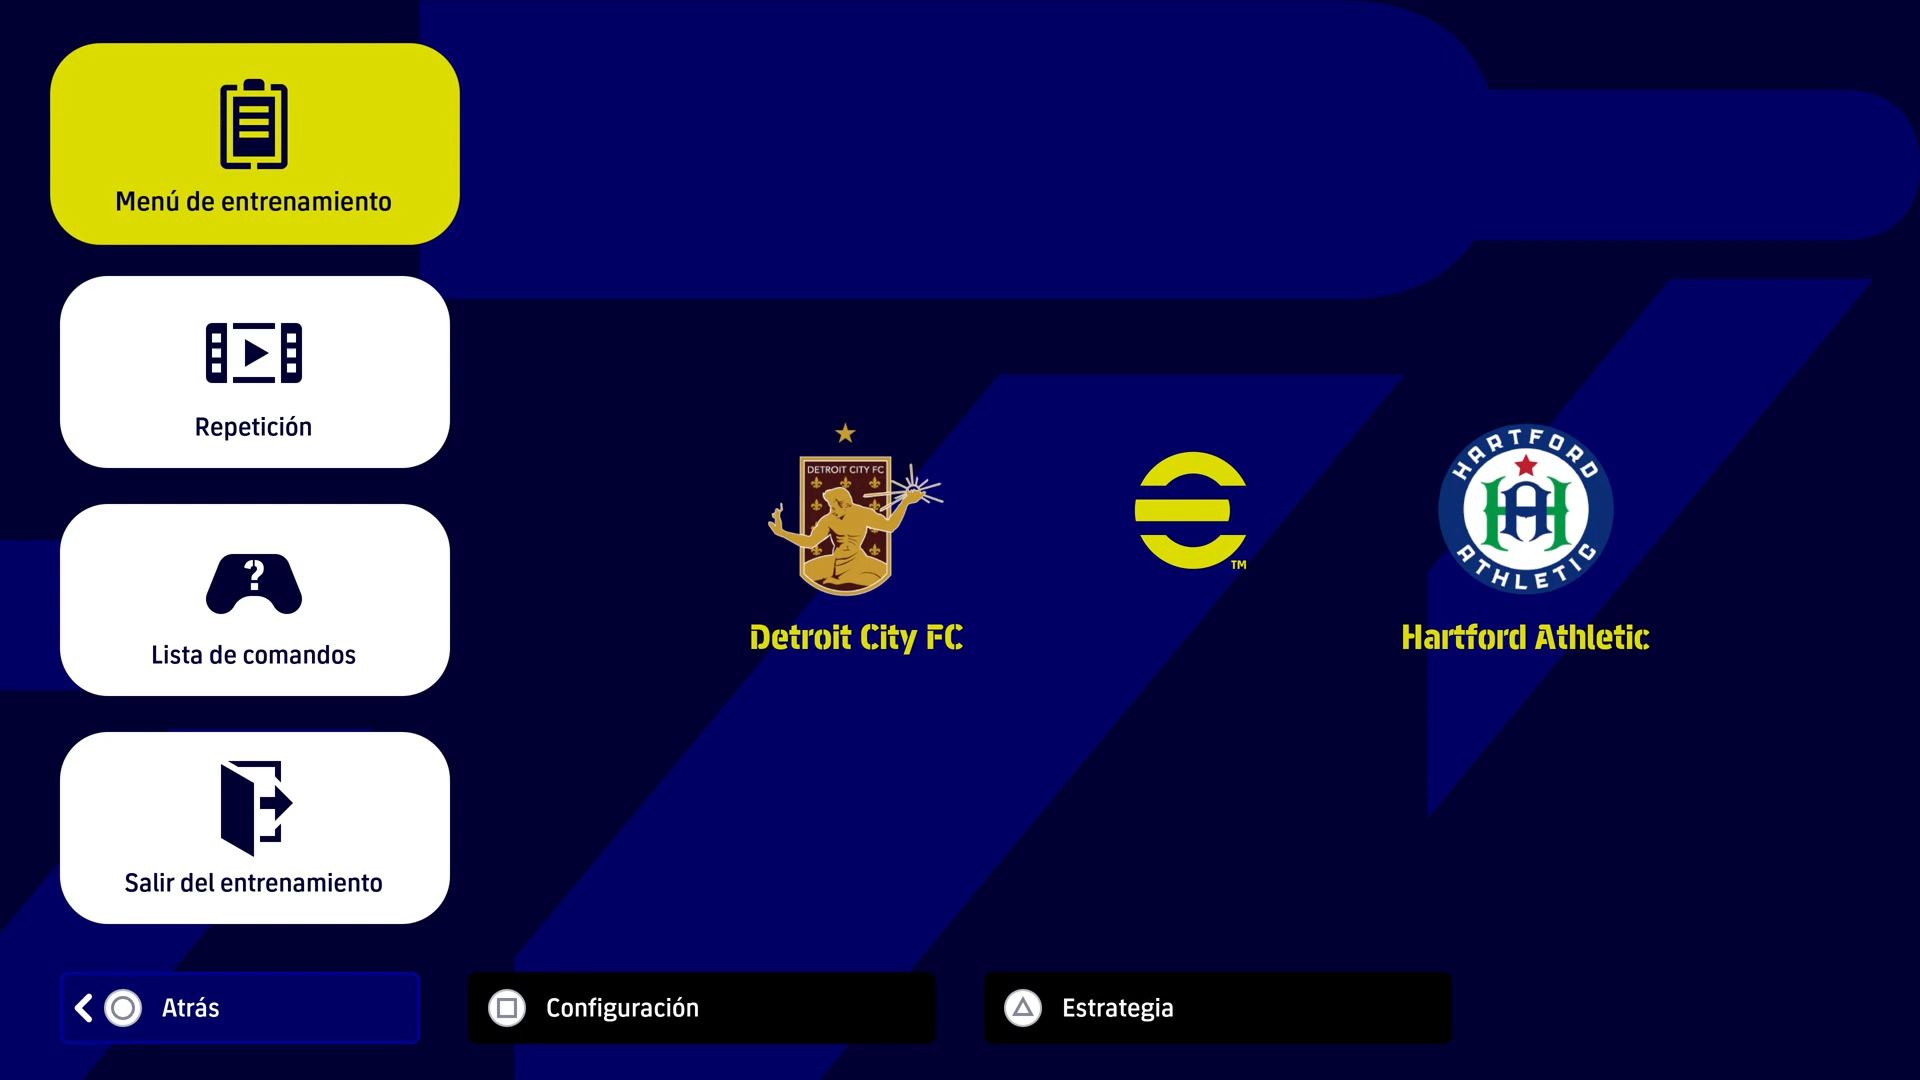 Menú de entrenamiento
Repetición
Lista de comandos
?
Salir del entrenamiento
DETROIT CITY FC
Detroit City FC
TM
HARTFORD
HA
ATHLETIC
Hartford Athletic
Atrás
Configuración
Estrategia